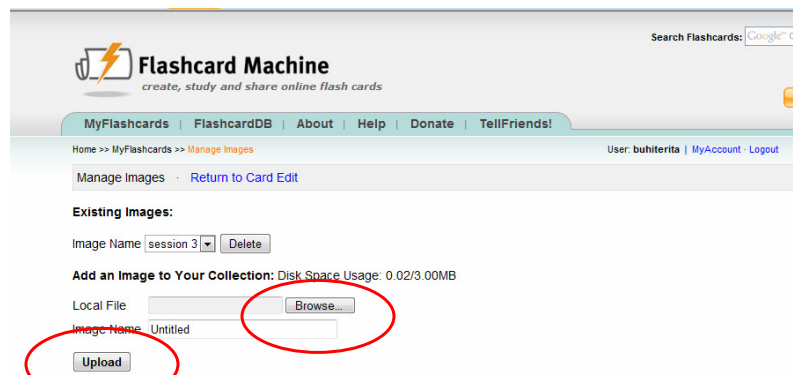 Search Flashcards: Google™
Flashcard Machine
create, study and share online flash cards
MyFlashcards | FlashcardDB | About | Help | Donate | TellFriends!
Home >> MyFlashcards >> Manage Images
User: buhiterita | MyAccount · Logout
Manage Images · Return to Card Edit
Existing Images:
Image Name session 3 Delete
Add an Image to Your Collection: Disk Space Usage: 0.02/3.00MB
Local File Browse...
Image Name Untitled
Upload